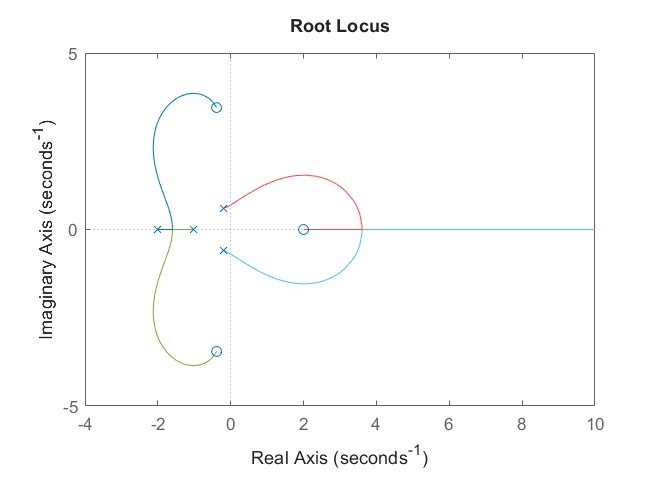 Root Locus
5
0
-5
Imaginary Axis (seconds⁻¹)
-4 -2 0 2 4 6 8 10
Real Axis (seconds⁻¹)